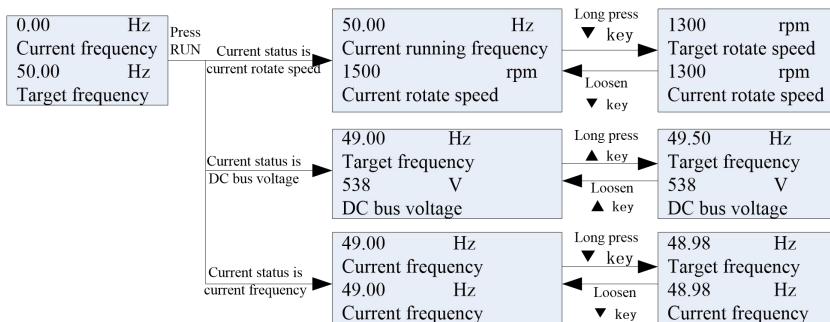 0.00 Hz
Current frequency
50.00 Hz
Target frequency
Press
RUN
Current status is
current rotate speed
50.00 Hz
Current running frequency
1500 rpm
Current rotate speed
Long press
▼ key
Loosen
▼ key
1300 rpm
Target rotate speed
1300 rpm
Current rotate speed
Current status is
DC bus voltage
49.00 Hz
Target frequency
538 V
DC bus voltage
Long press
▲ key
Loosen
▲ key
49.50 Hz
Target frequency
538 V
DC bus voltage
Current status is
current frequency
49.00 Hz
Current frequency
49.00 Hz
Current frequency
Long press
▼ key
Loosen
▼ key
48.98 Hz
Target frequency
48.98 Hz
Current frequency